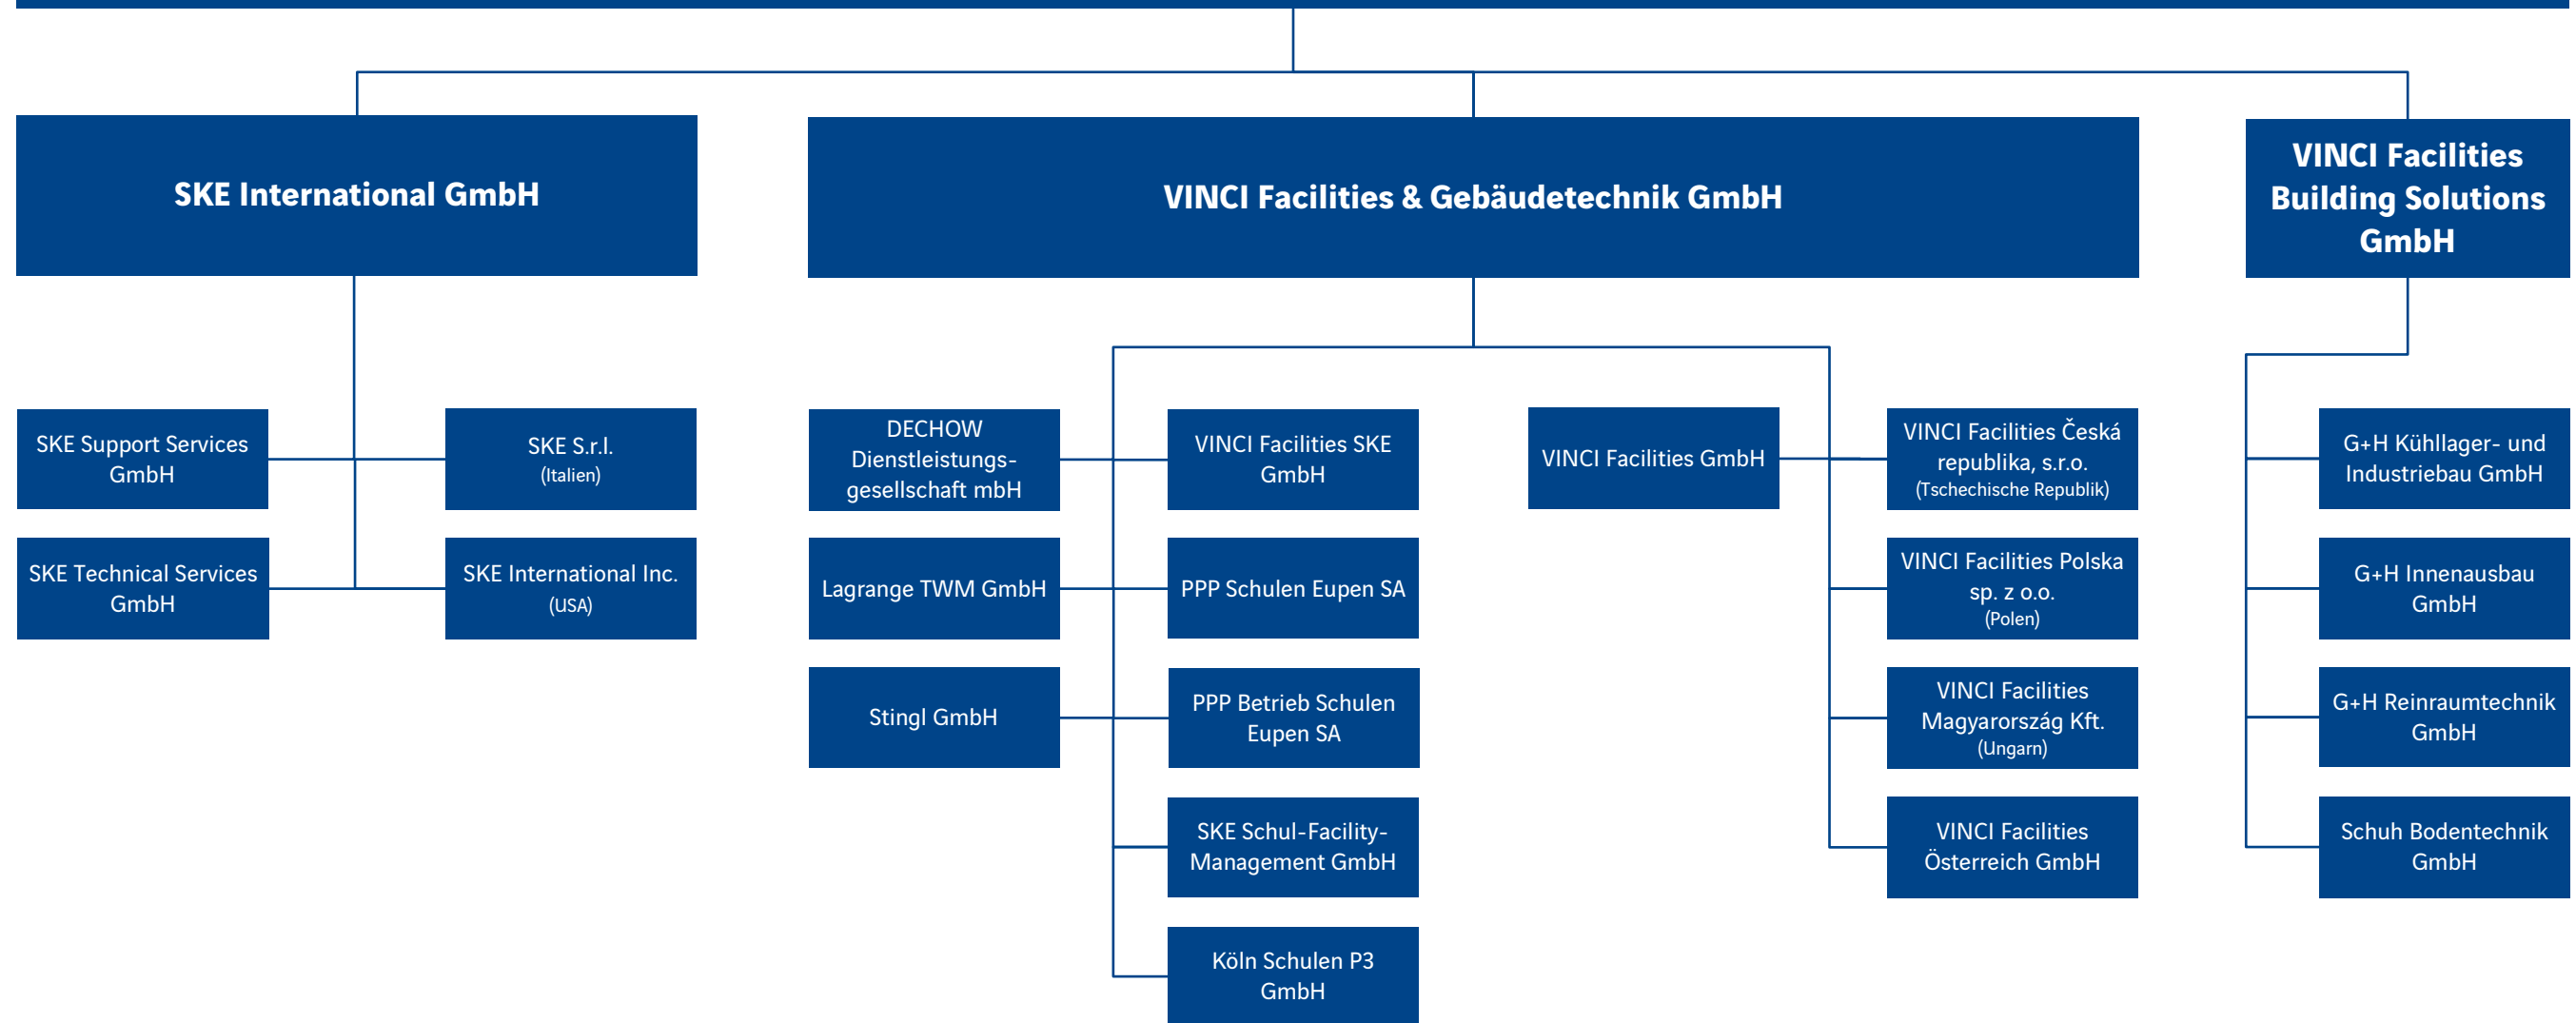 SKE International GmbH
VINCI Facilities & Gebäudetechnik GmbH
VINCI Facilities
Building Solutions
GmbH
SKE Support Services
GmbH
SKE S.r.l.
(Italien)
SKE Technical Services
GmbH
SKE International Inc.
(USA)
DECHOW
Dienstleistungs-
gesellschaft mbH
VINCI Facilities SKE
GmbH
Lagrange TWM GmbH
PPP Schulen Eupen SA
Stingl GmbH
PPP Betrieb Schulen
Eupen SA
SKE Schul-Facility-
Management GmbH
Köln Schulen P3
GmbH
VINCI Facilities GmbH
VINCI Facilities Česká
republika, s.r.o.
(Tschechische Republik)
VINCI Facilities Polska
sp. z o.o.
(Polen)
VINCI Facilities
Magyarország Kft.
(Ungarn)
VINCI Facilities
Österreich GmbH
G+H Kühllager- und
Industriebau GmbH
G+H Innenausbau
GmbH
G+H Reinraumtechnik
GmbH
Schuh Bodentechnik
GmbH